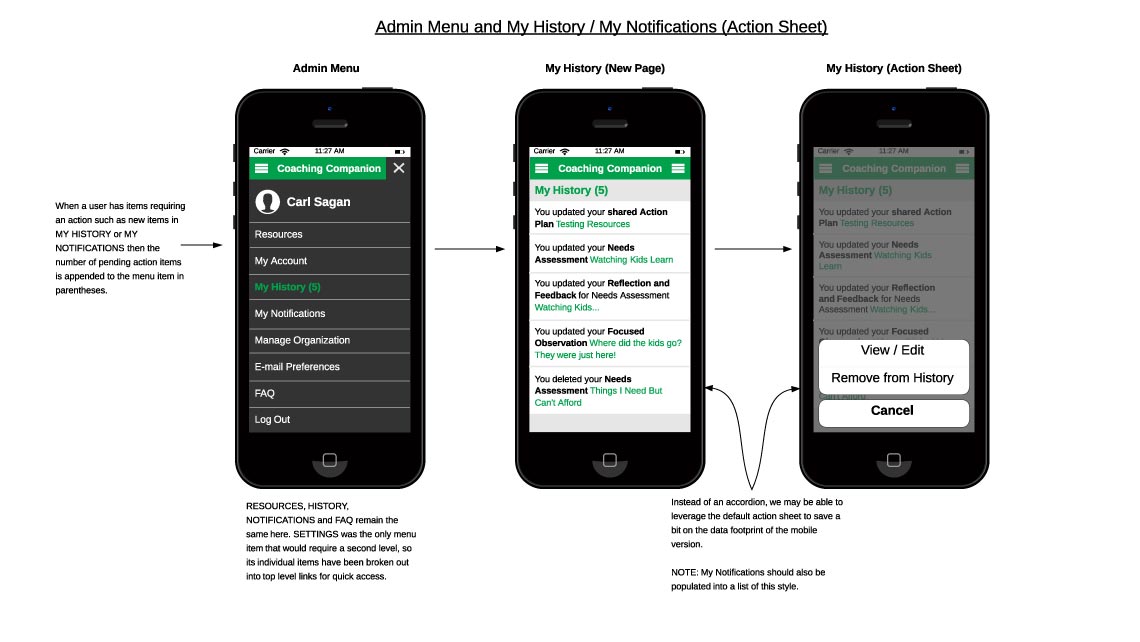 Admin Menu and My History / My Notifications (Action Sheet)
Admin Menu
My History (New Page)
My History (Action Sheet)
When a user has items requiring
an action such as new items in
MY HISTORY or MY
NOTIFICATIONS then the
number of pending action items
is appended to the menu item in
parentheses.
Carrier 11:27 AM
Coaching Companion
Carl Sagan
Resources
My Account
My History (5)
My Notifications
Manage Organization
E-mail Preferences
FAQ
Log Out
RESOURCES, HISTORY,
NOTIFICATIONS and FAQ remain the
same here. SETTINGS was the only menu
item that would require a second level, so
its individual items have been broken out
into top level links for quick access.
Carrier 11:27 AM
Coaching Companion
My History (5)
You updated your shared Action
Plan Testing Resources
You updated your Needs
Assessment Watching Kids Learn
You updated your Reflection and
Feedback for Needs Assessment
Watching Kids...
You updated your Focused
Observation Where did the kids go?
They were just here!
You deleted your Needs
Assessment Things I Need But
Can't Afford
Carrier 11:27 AM
Coaching Companion
My History (5)
You updated your shared Action
Plan Testing Resources
You updated your Needs
Assessment Watching Kids
Learn
You updated your Reflection
and Feedback for Needs
Assessment Watching Kids...
You updated your Focused
View / Edit
Remove from History
Can't Afford
Cancel
Instead of an accordion, we may be able to
leverage the default action sheet to save a
bit on the data footprint of the mobile
version.
NOTE: My Notifications should also be
populated into a list of this style.